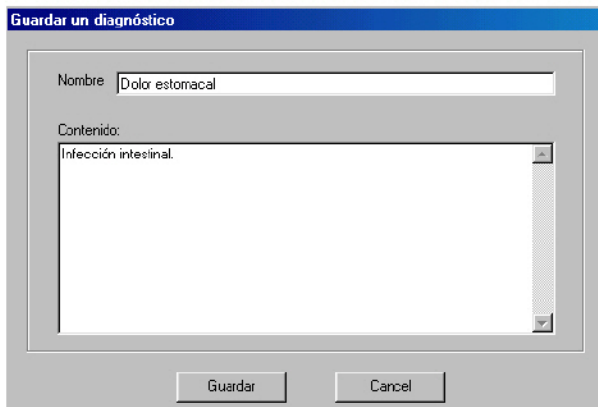 Guardar un diagnóstico
Nombre Dolor estomacal
Contenido:
Infección intestinal.
Guardar Cancel